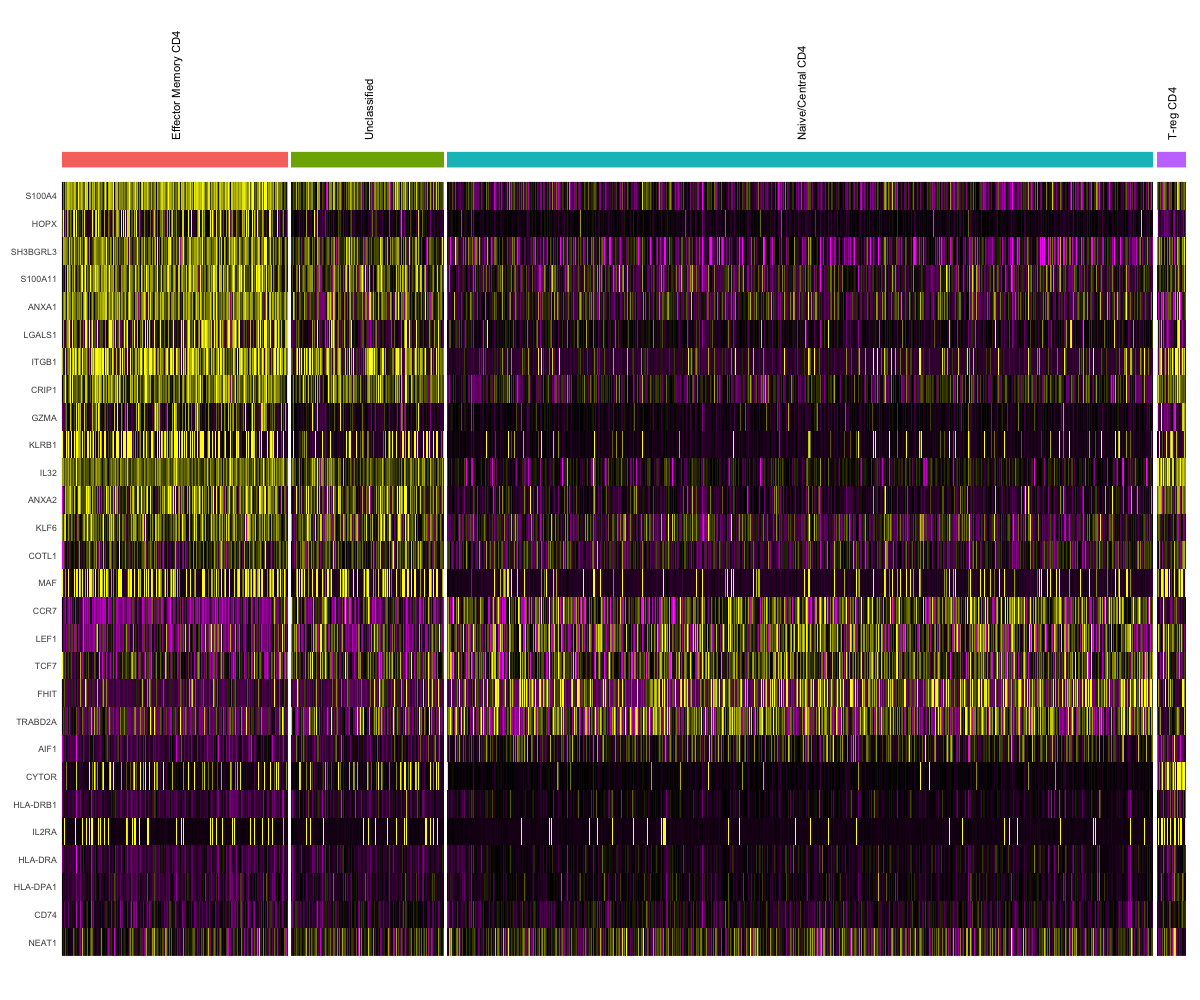 Effector Memory CD4
Unclassified
Naive/Central CD4
T-reg CD4
S100A4
HOPX
SH3BGRL3
S100A11
ANXA1
LGALS1
ITGB1
CRIP1
GZMA
KLRB1
IL32
ANXA2
KLF6
COTL1
MAF
CCR7
LEF1
TCF7
FHIT
TRABD2A
AIF1
CYTOR
HLA-DRB1
IL2RA
HLA-DRA
HLA-DPA1
CD74
NEAT1